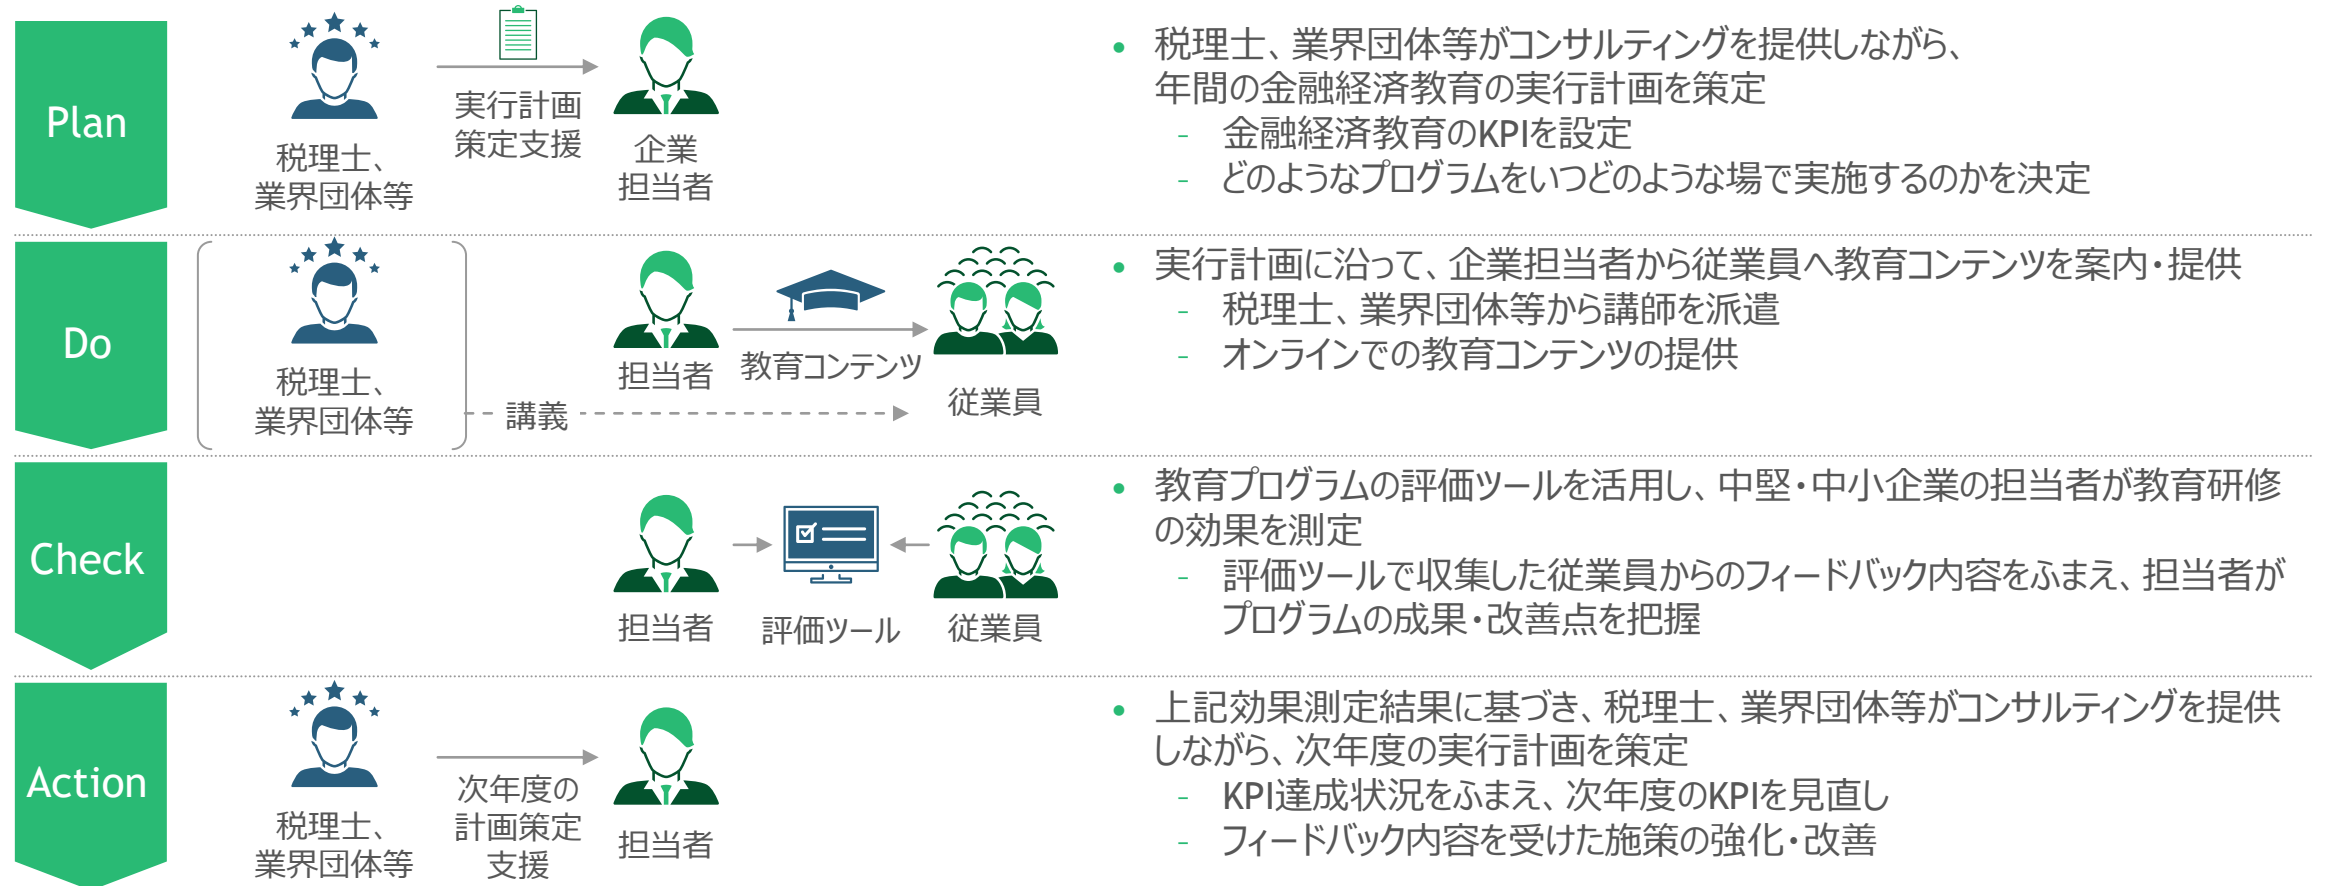 Plan
税理士、
業界団体等
実行計画
策定支援
企業
担当者
• 税理士、業界団体等がコンサルティングを提供しながら、
年間の金融経済教育の実行計画を策定
- 金融経済教育のKPIを設定
- どのようなプログラムをいつどのような場で実施するのかを決定
Do
税理士、
業界団体等
講義
担当者
教育コンテンツ
従業員
• 実行計画に沿って、企業担当者から従業員へ教育コンテンツを案内・提供
- 税理士、業界団体等から講師を派遣
- オンラインでの教育コンテンツの提供
Check
担当者
評価ツール
従業員
• 教育プログラムの評価ツールを活用し、中堅・中小企業の担当者が教育研修
の効果を測定
- 評価ツールで収集した従業員からのフィードバック内容をふまえ、担当者が
プログラムの成果・改善点を把握
Action
税理士、
業界団体等
次年度の
計画策定
支援
担当者
• 上記効果測定結果に基づき、税理士、業界団体等がコンサルティングを提供
しながら、次年度の実行計画を策定
- KPI達成状況をふまえ、次年度のKPIを見直し
- フィードバック内容を受けた施策の強化・改善